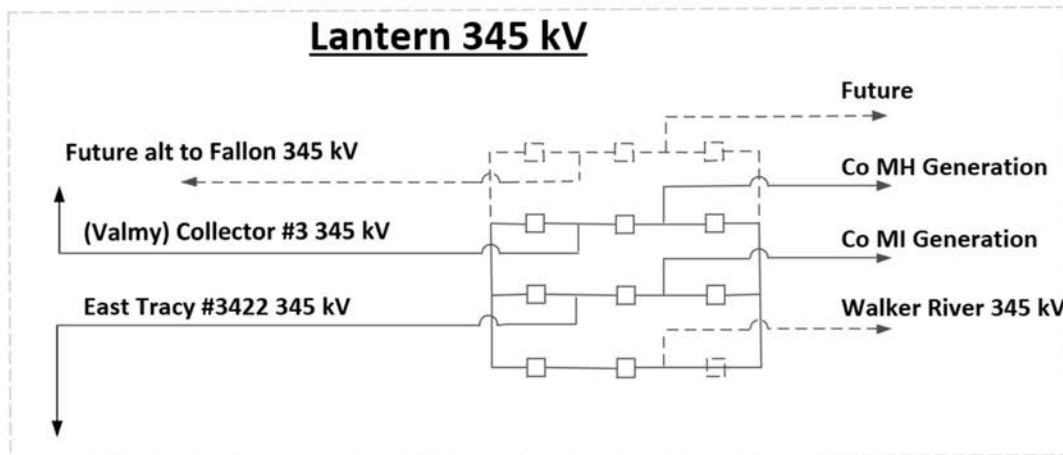 Lantern 345 kV
Future
Future alt to Fallon 345 kV
Co MH Generation
(Valmy) Collector #3 345 kV
Co MI Generation
East Tracy #3422 345 kV
Walker River 345 kV